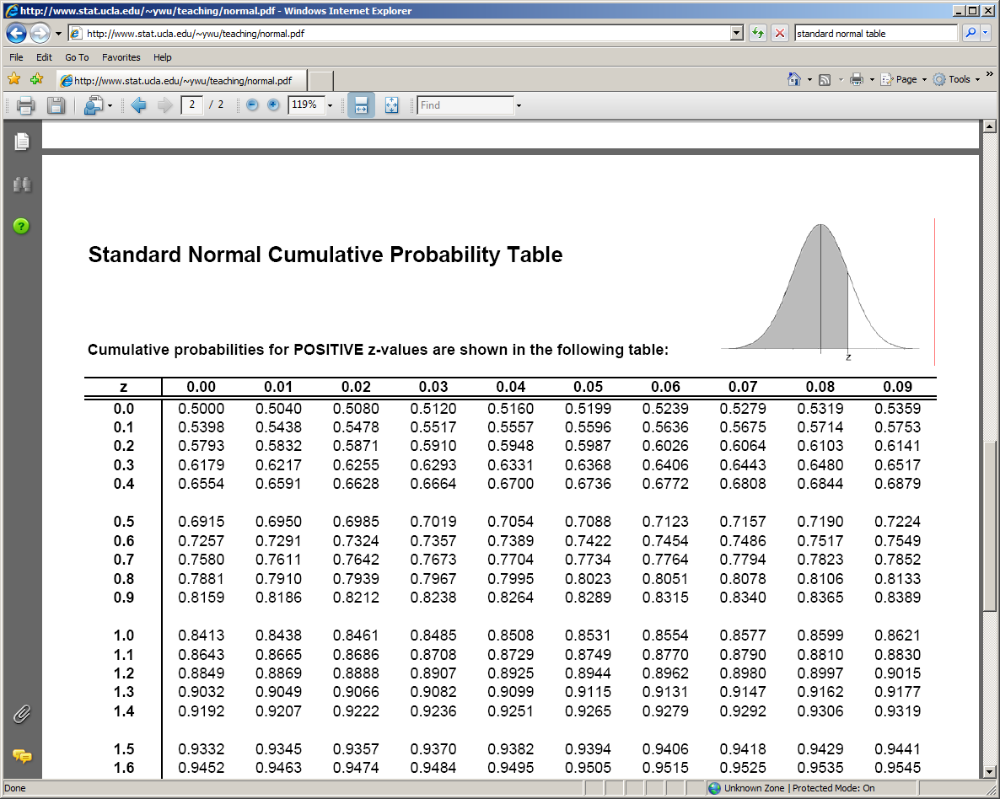 http://www.stat.ucla.edu/~ywu/teaching/normal.pdf - Windows Internet Explorer
http://www.stat.ucla.edu/~ywu/teaching/normal.pdf standard normal table
File Edit Go To Favorites Help
http://www.stat.ucla.edu/~ywu/teaching/normal.pdf Page Tools »
2 / 2 119% Find
Standard Normal Cumulative Probability Table
Cumulative probabilities for POSITIVE z-values are shown in the following table:
z
z 0.00 0.01 0.02 0.03 0.04 0.05 0.06 0.07 0.08 0.09
0.0 0.5000 0.5040 0.5080 0.5120 0.5160 0.5199 0.5239 0.5279 0.5319 0.5359
0.1 0.5398 0.5438 0.5478 0.5517 0.5557 0.5596 0.5636 0.5675 0.5714 0.5753
0.2 0.5793 0.5832 0.5871 0.5910 0.5948 0.5987 0.6026 0.6064 0.6103 0.6141
0.3 0.6179 0.6217 0.6255 0.6293 0.6331 0.6368 0.6406 0.6443 0.6480 0.6517
0.4 0.6554 0.6591 0.6628 0.6664 0.6700 0.6736 0.6772 0.6808 0.6844 0.6879
0.5 0.6915 0.6950 0.6985 0.7019 0.7054 0.7088 0.7123 0.7157 0.7190 0.7224
0.6 0.7257 0.7291 0.7324 0.7357 0.7389 0.7422 0.7454 0.7486 0.7517 0.7549
0.7 0.7580 0.7611 0.7642 0.7673 0.7704 0.7734 0.7764 0.7794 0.7823 0.7852
0.8 0.7881 0.7910 0.7939 0.7967 0.7995 0.8023 0.8051 0.8078 0.8106 0.8133
0.9 0.8159 0.8186 0.8212 0.8238 0.8264 0.8289 0.8315 0.8340 0.8365 0.8389
1.0 0.8413 0.8438 0.8461 0.8485 0.8508 0.8531 0.8554 0.8577 0.8599 0.8621
1.1 0.8643 0.8665 0.8686 0.8708 0.8729 0.8749 0.8770 0.8790 0.8810 0.8830
1.2 0.8849 0.8869 0.8888 0.8907 0.8925 0.8944 0.8962 0.8980 0.8997 0.9015
1.3 0.9032 0.9049 0.9066 0.9082 0.9099 0.9115 0.9131 0.9147 0.9162 0.9177
1.4 0.9192 0.9207 0.9222 0.9236 0.9251 0.9265 0.9279 0.9292 0.9306 0.9319
1.5 0.9332 0.9345 0.9357 0.9370 0.9382 0.9394 0.9406 0.9418 0.9429 0.9441
1.6 0.9452 0.9463 0.9474 0.9484 0.9495 0.9505 0.9515 0.9525 0.9535 0.9545
Done Unknown Zone | Protected Mode: On